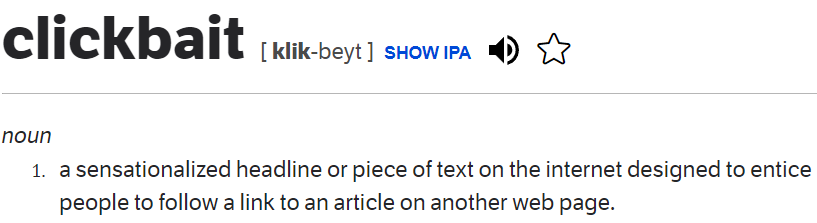 clickbait [ klik-beyt ] SHOW IPA
noun
1. a sensationalized headline or piece of text on the internet designed to entice
people to follow a link to an article on another web page.